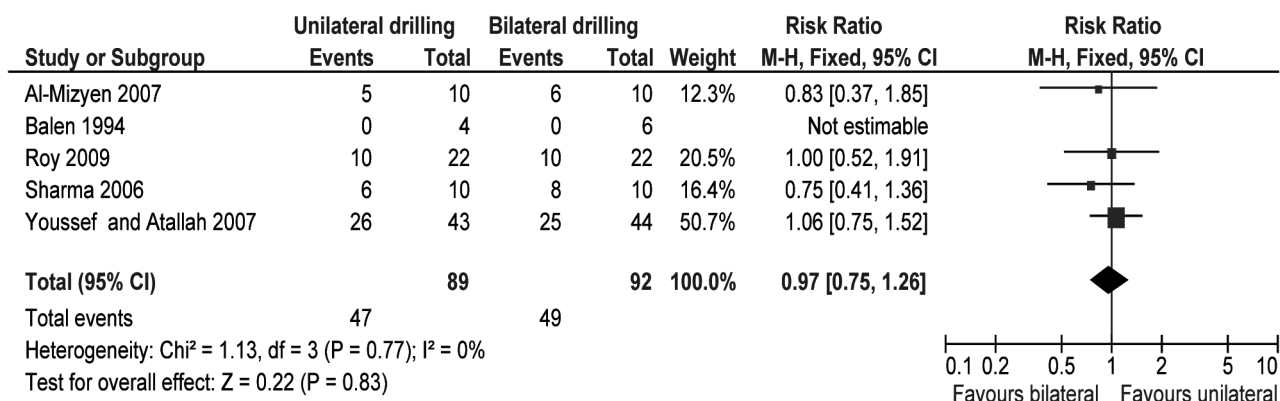 Unilateral drilling Bilateral drilling Risk Ratio Risk Ratio
Study or Subgroup Events Total Events Total Weight M-H, Fixed, 95% CI M-H, Fixed, 95% CI
Al-Mizyen 2007 5 10 6 10 12.3% 0.83 [0.37, 1.85]
Balen 1994 0 4 0 6 Not estimable
Roy 2009 10 22 10 22 20.5% 1.00 [0.52, 1.91]
Sharma 2006 6 10 8 10 16.4% 0.75 [0.41, 1.36]
Youssef and Atallah 2007 26 43 25 44 50.7% 1.06 [0.75, 1.52]
Total (95% CI) 89 92 100.0% 0.97 [0.75, 1.26]
Total events 47 49
Heterogeneity: Chi² = 1.13, df = 3 (P = 0.77); I² = 0%
Test for overall effect: Z = 0.22 (P = 0.83)
0.1 0.2 0.5 1 2 5 10
Favours bilateral Favours unilateral